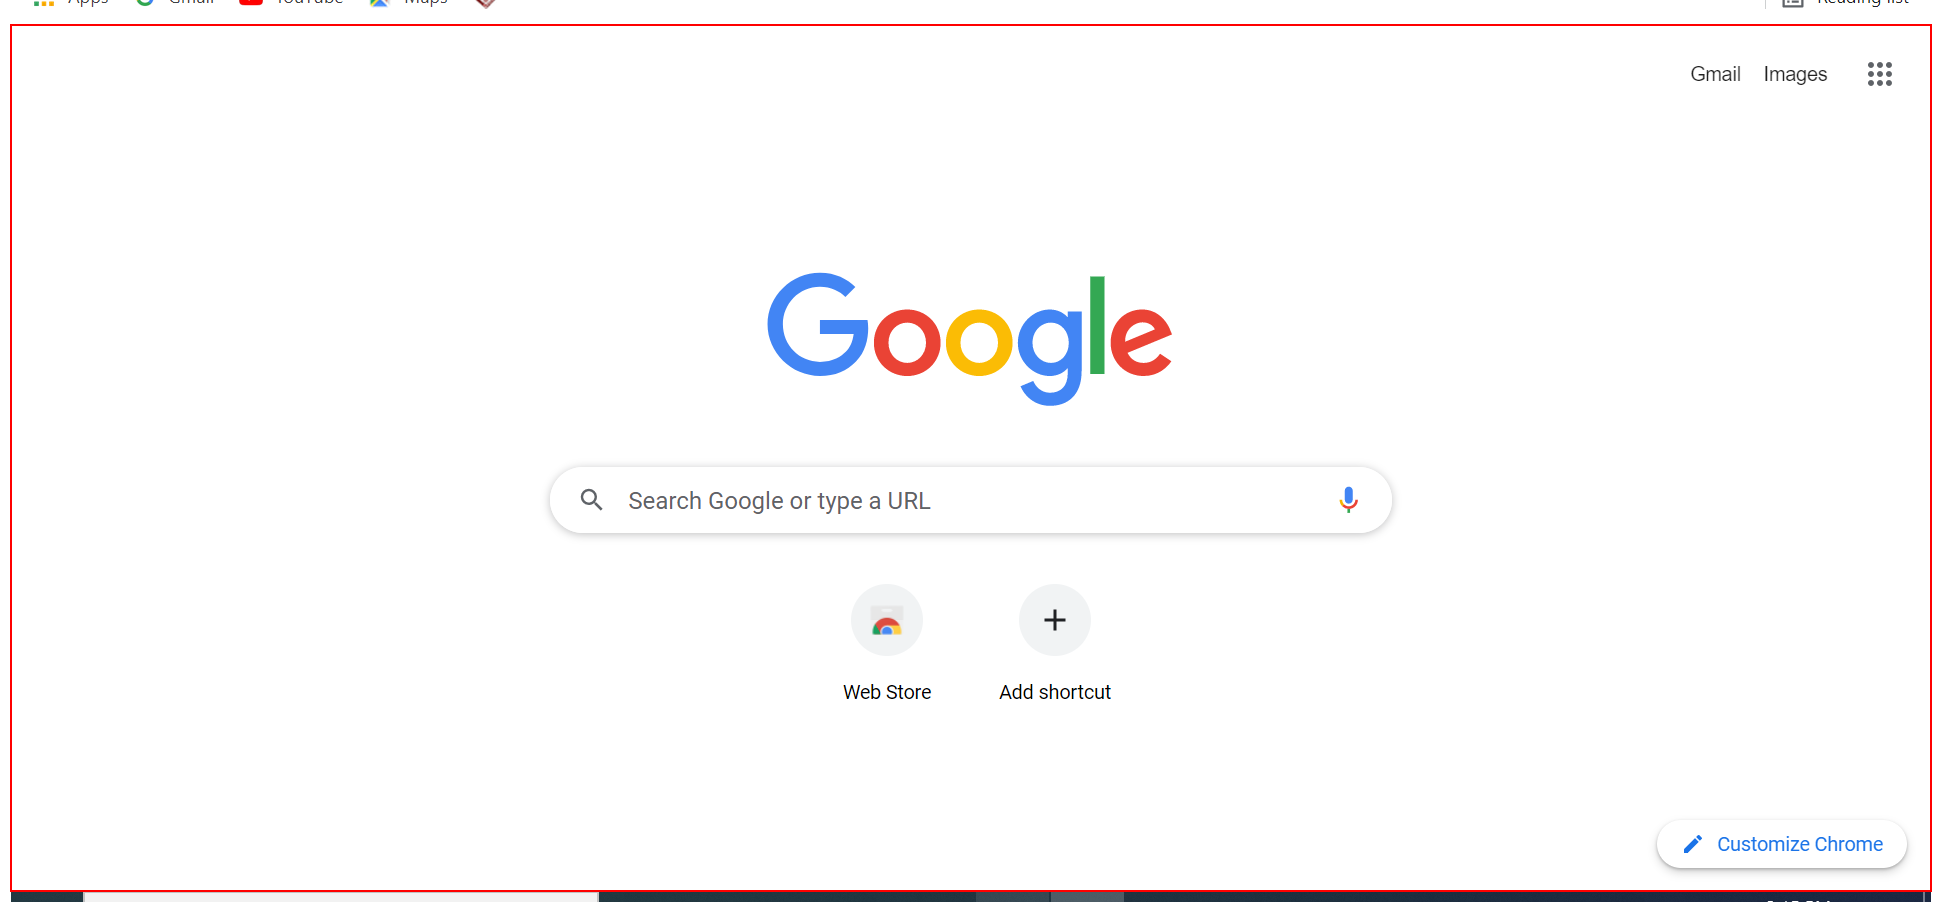 Apps Gmail YouTube Maps Reading list
Gmail Images
Google
Search Google or type a URL
Web Store Add shortcut
Customize Chrome